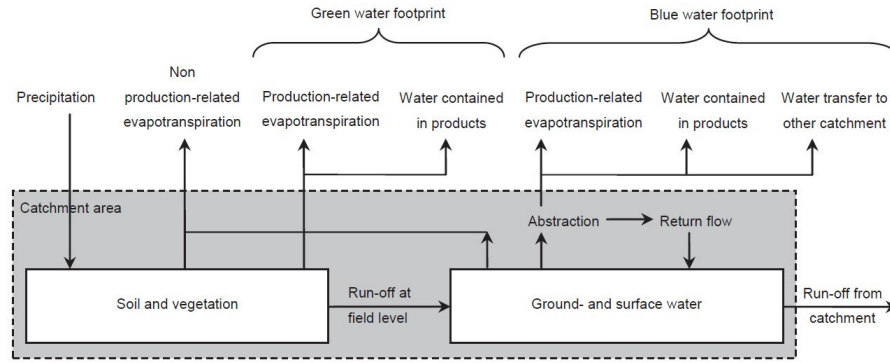 Green water footprint
Blue water footprint
Non
production-related
evapotranspiration
Precipitation
Production-related
evapotranspiration
Water contained
in products
Production-related
evapotranspiration
Water contained
in products
Water transfer to
other catchment
Catchment area
Abstraction
Return flow
Soil and vegetation
Run-off at
field level
Ground- and surface water
Run-off from
catchment